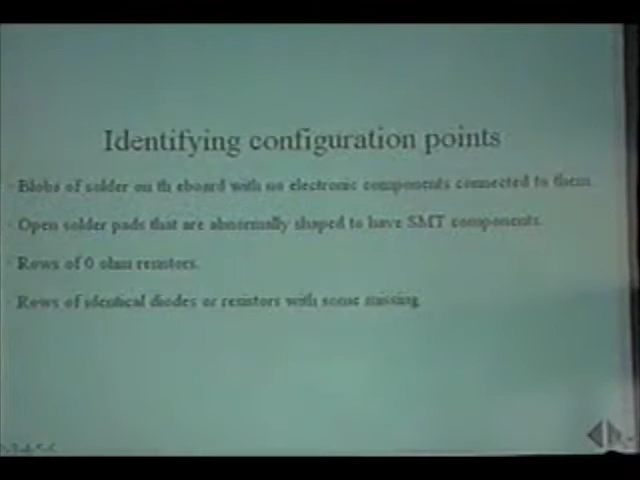 Identifying configuration points
· Blobs of solder on th eboard with no electronic components connected to them.
· Open solder pads that are abnormally shaped to have SMT components.
· Rows of 0 ohm resistors.
· Rows of identical diodes or resistors with some missing